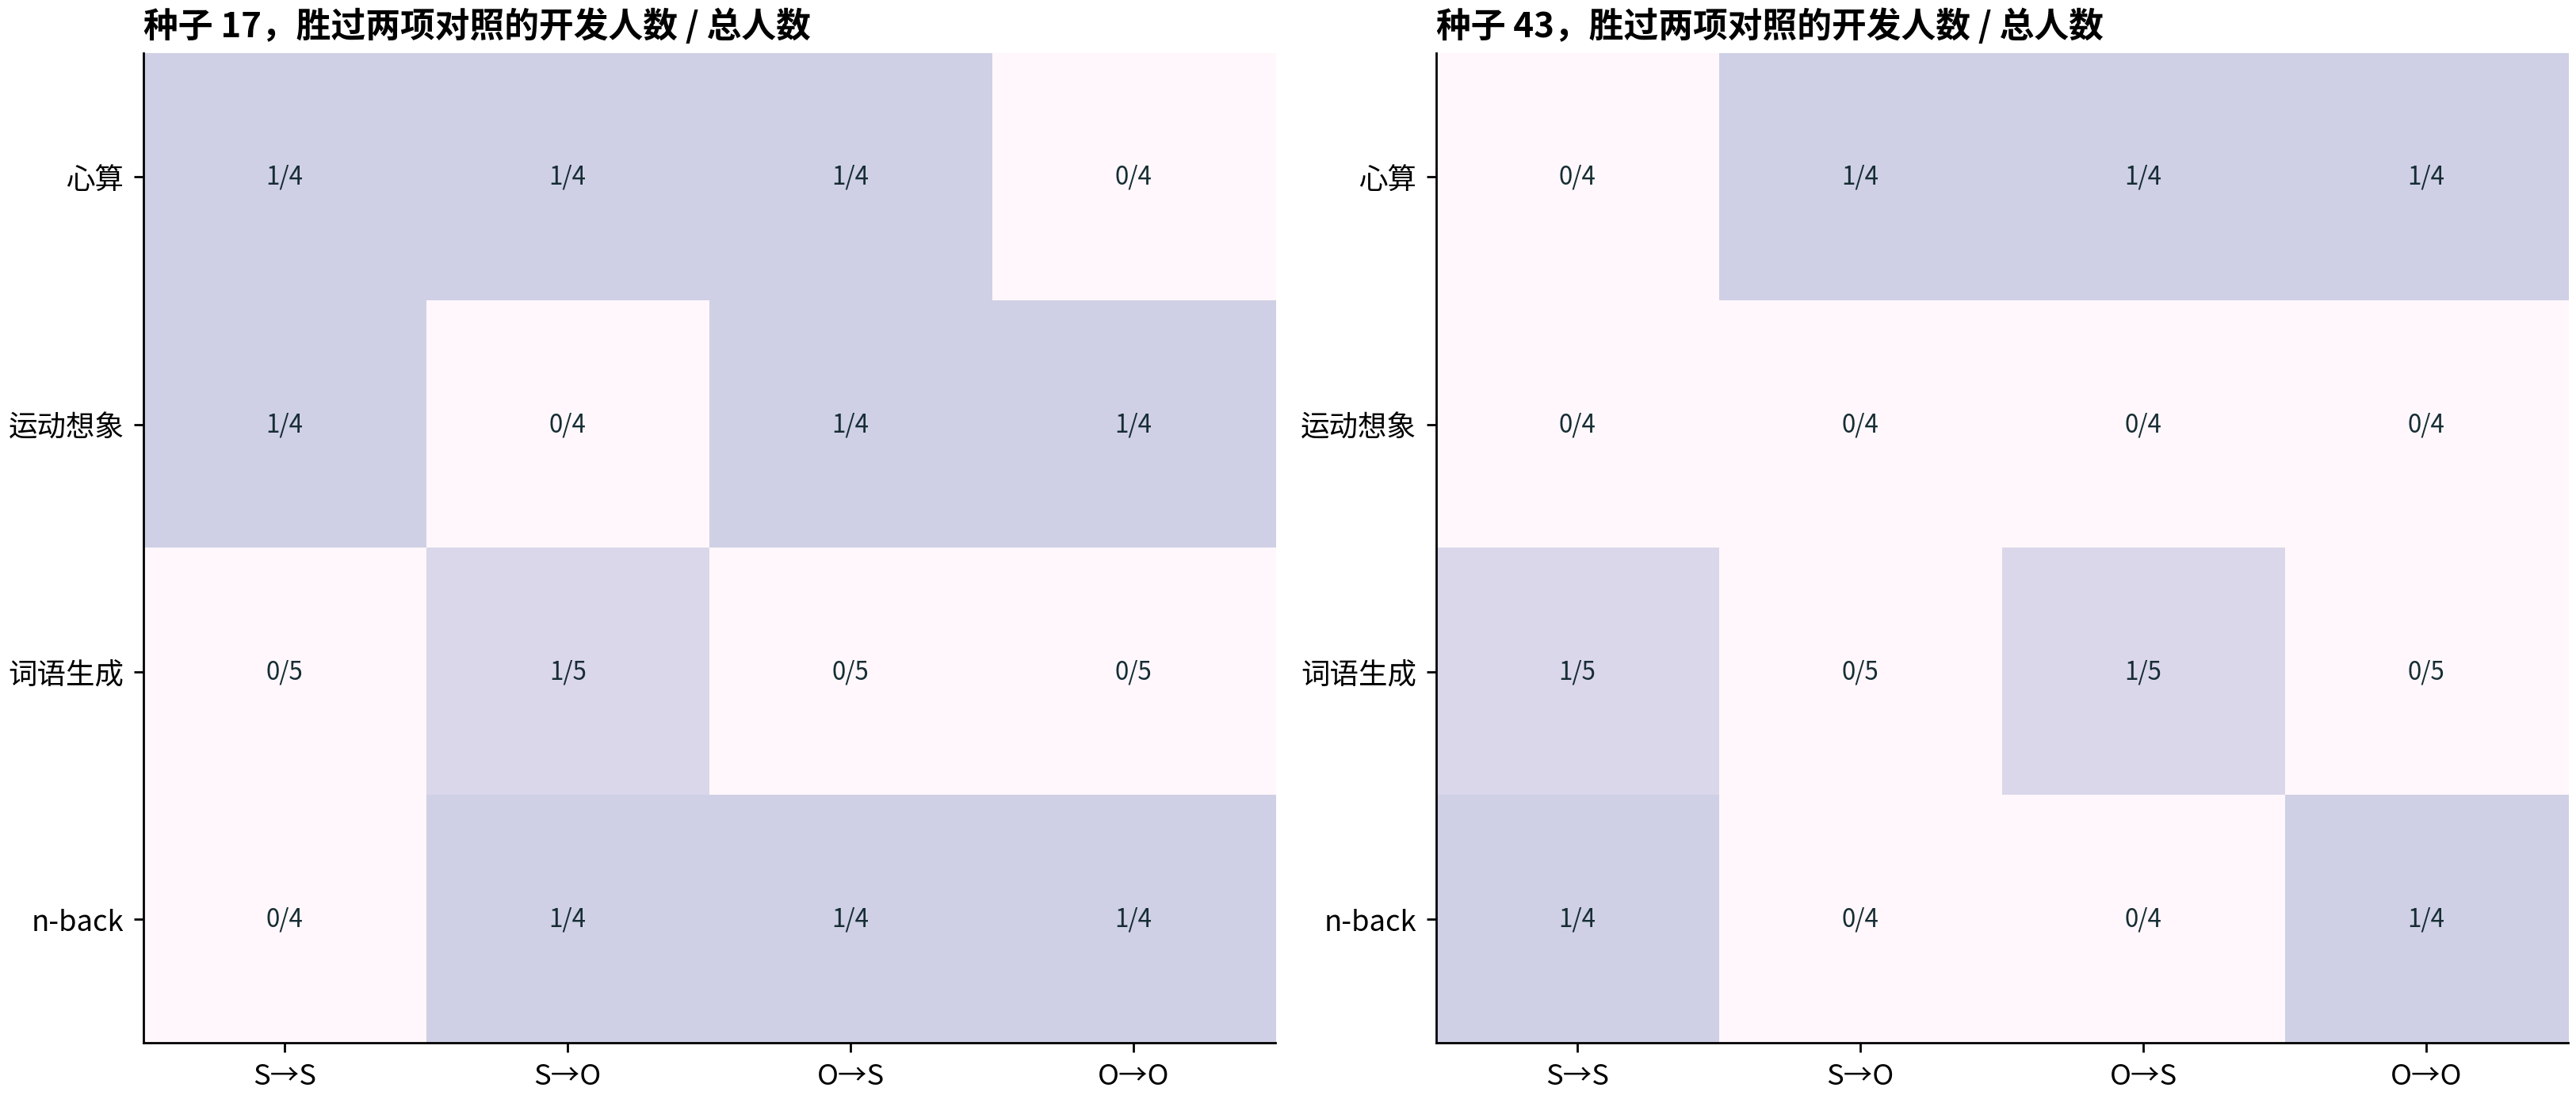 种子 17，胜过两项对照的开发人数 / 总人数
心算 1/4 1/4 1/4 0/4
运动想象 1/4 0/4 1/4 1/4
词语生成 0/5 1/5 0/5 0/5
n-back 0/4 1/4 1/4 1/4
S→S S→O O→S O→O
种子 43，胜过两项对照的开发人数 / 总人数
心算 0/4 1/4 1/4 1/4
运动想象 0/4 0/4 0/4 0/4
词语生成 1/5 0/5 1/5 0/5
n-back 1/4 0/4 0/4 1/4
S→S S→O O→S O→O